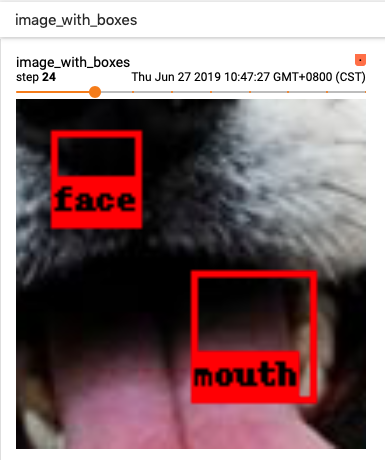 image_with_boxes
image_with_boxes
step 24 Thu Jun 27 2019 10:47:27 GMT+0800 (CST)
face
mouth